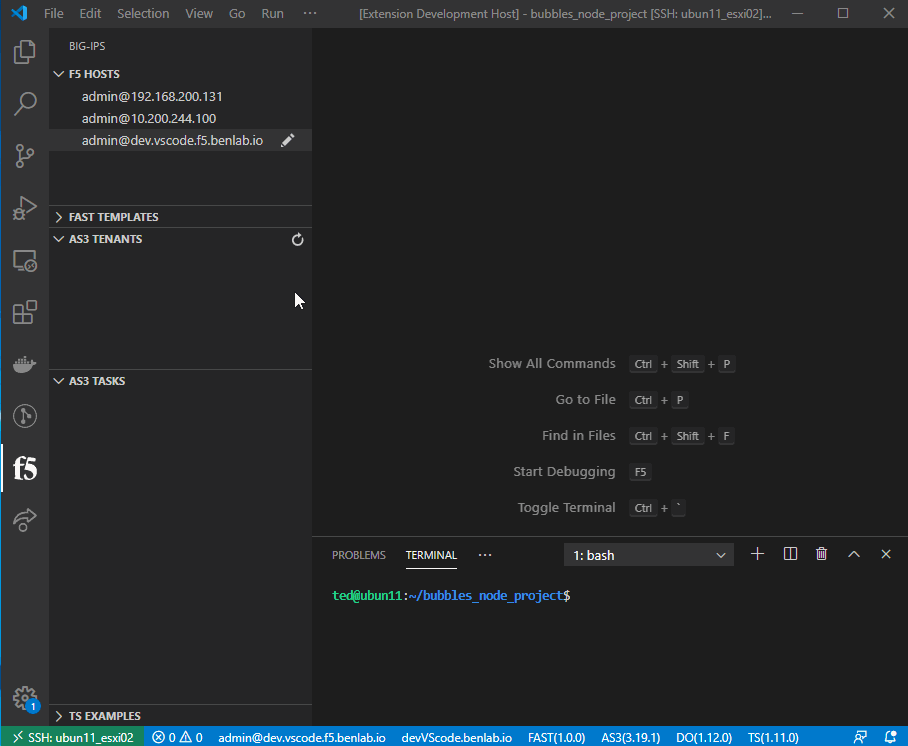 File Edit Selection View Go Run ··· [Extension Development Host] - bubbles_node_project [SSH: ubun11_esxi02]...
BIG-IPS
F5 HOSTS
admin@192.168.200.131
admin@10.200.244.100
admin@dev.vscode.f5.benlab.io
FAST TEMPLATES
AS3 TENANTS
AS3 TASKS
f5
Show All Commands Ctrl + Shift + P
Go to File Ctrl + P
Find in Files Ctrl + Shift + F
Start Debugging F5
Toggle Terminal Ctrl + `
PROBLEMS TERMINAL ··· 1: bash
ted@ubun11:~/bubbles_node_project$
1
TS EXAMPLES
SSH: ubun11_esxi02 0 0 admin@dev.vscode.f5.benlab.io devVScode.benlab.io FAST(1.0.0) AS3(3.19.1) DO(1.12.0) TS(1.11.0)